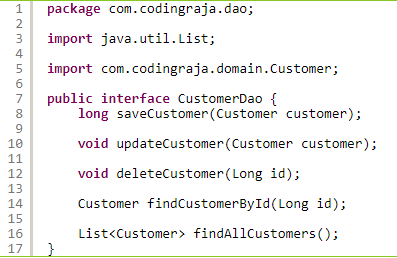 1 package com.codingraja.dao;
2
3 import java.util.List;
4
5 import com.codingraja.domain.Customer;
6
7 public interface CustomerDao {
8     long saveCustomer(Customer customer);
9
10     void updateCustomer(Customer customer);
11
12     void deleteCustomer(Long id);
13
14     Customer findCustomerById(Long id);
15
16     List<Customer> findAllCustomers();
17 }